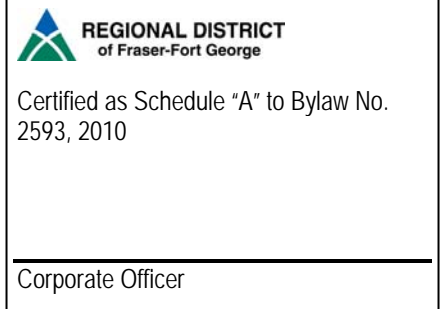 REGIONAL DISTRICT
of Fraser-Fort George
Certified as Schedule "A" to Bylaw No.
2593, 2010
Corporate Officer